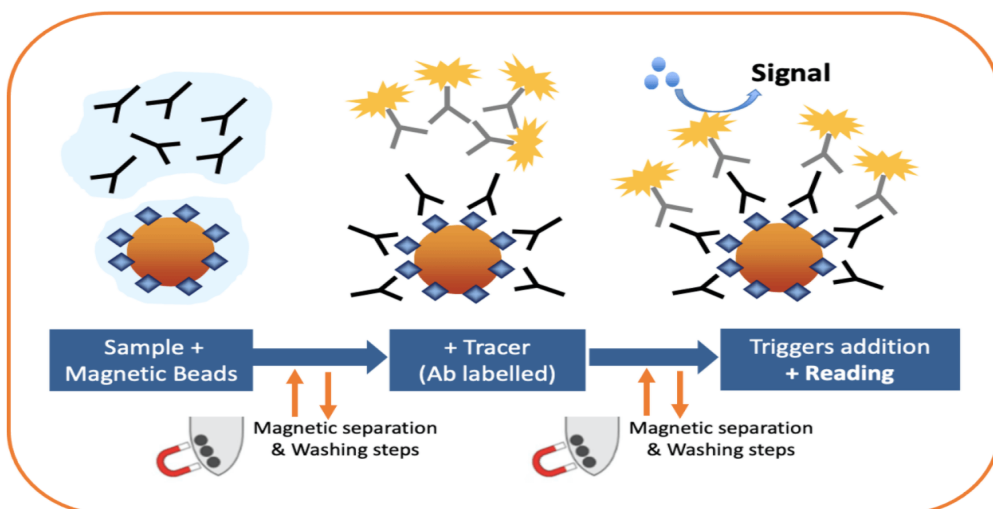 Signal
Sample +
Magnetic Beads
+ Tracer
(Ab labelled)
Triggers addition
+ Reading
Magnetic separation
& Washing steps
Magnetic separation
& Washing steps